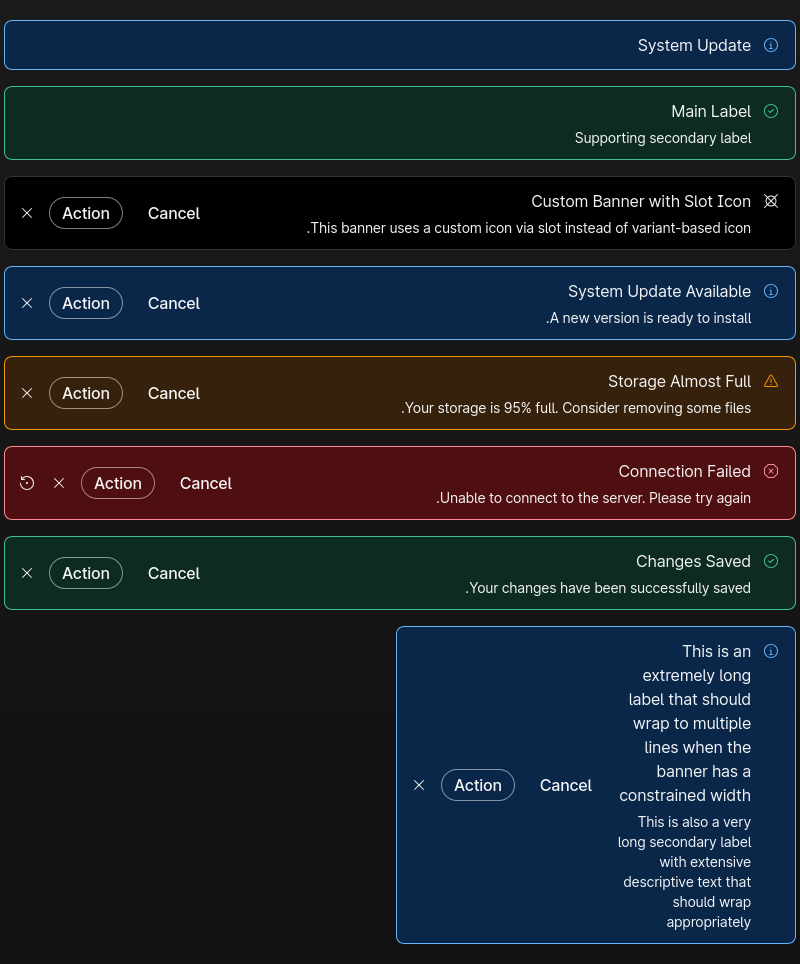 System Update
Main Label
Supporting secondary label
Custom Banner with Slot Icon
.This banner uses a custom icon via slot instead of variant-based icon
Cancel
Action
System Update Available
.A new version is ready to install
Cancel
Action
Storage Almost Full
.Your storage is 95% full. Consider removing some files
Cancel
Action
Connection Failed
.Unable to connect to the server. Please try again
Cancel
Action
Changes Saved
.Your changes have been successfully saved
Cancel
Action
This is an
extremely long
label that should
wrap to multiple
lines when the
banner has a
constrained width
This is also a very
long secondary label
with extensive
descriptive text that
should wrap
appropriately
Cancel
Action